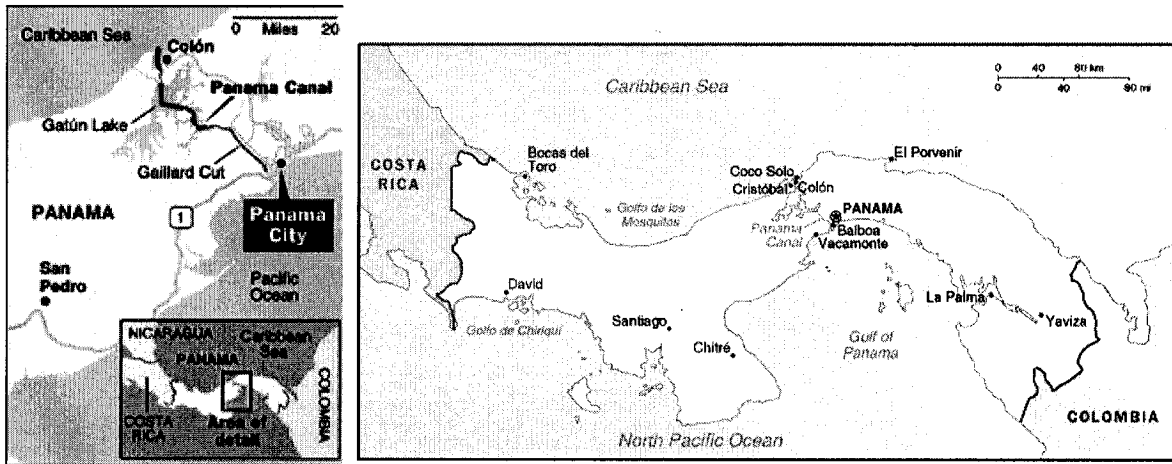 Caribbean Sea
0 Miles 20
Colón
Panama Canal
Gatún Lake
Gaillard Cut
PANAMA
1
Panama
City
San
Pedro
Pacific
Ocean
NICARAGUA
Caribbean
Sea
PANAMA
COSTA
RICA
Area of
detail
COLOMBIA
0 40 80 km
0 40 80 mi
Caribbean Sea
COSTA
RICA
Bocas del
Toro
El Porvenir
Coco Solo
Cristóbal
Colón
Golfo de los
Mosquitos
PANAMA
Panama
Canal
Balboa
Vacamonte
David
La Palma
Golfo de Chiriquí
Santiago
Yaviza
Chitré
Gulf of
Panama
COLOMBIA
North Pacific Ocean